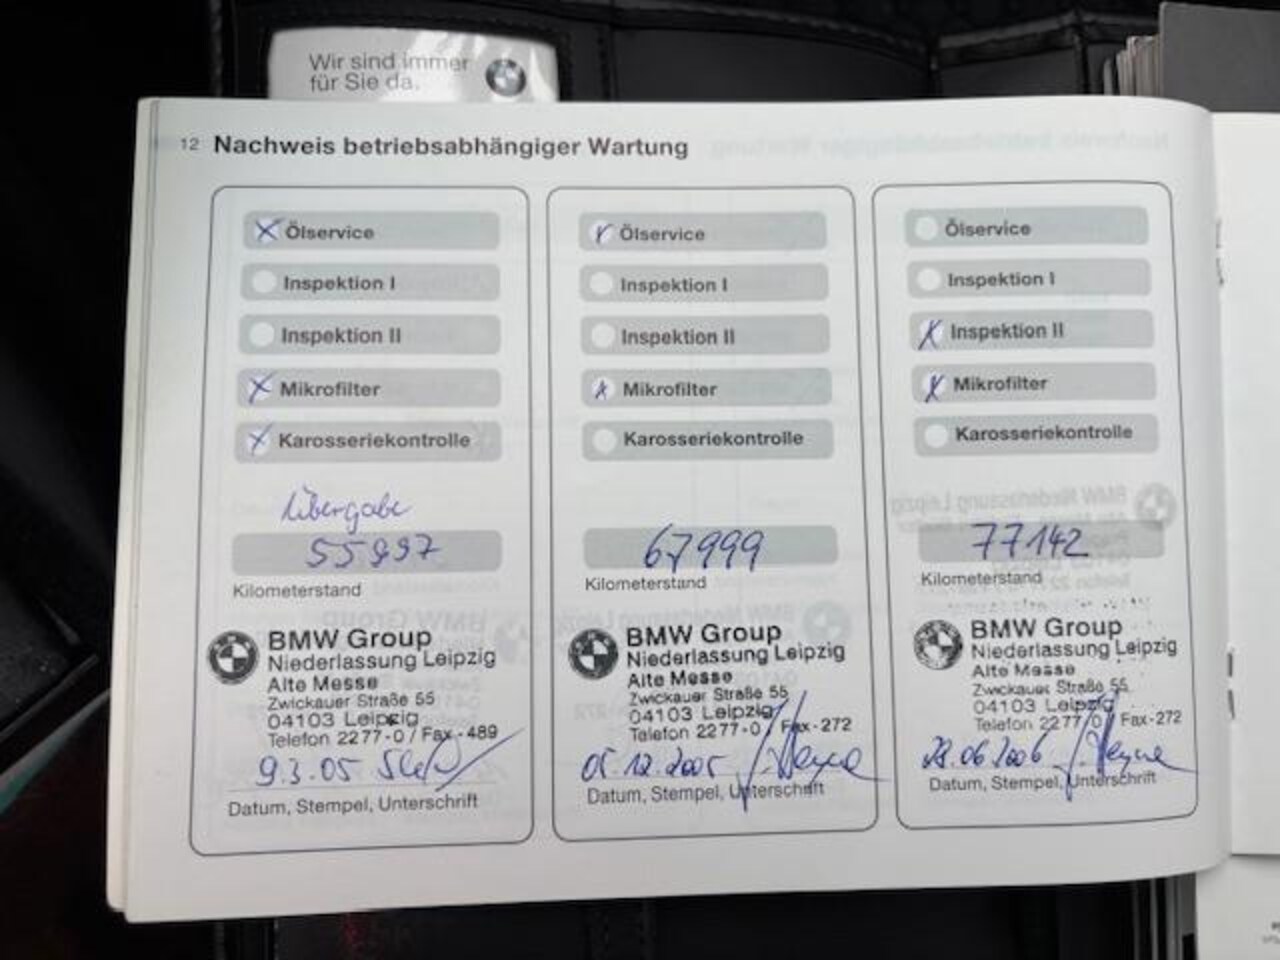 Wir sind immer
für Sie da.
12 Nachweis betriebsabhängiger Wartung
Ölservice
Inspektion I
Inspektion II
Mikrofilter
Karosseriekontrolle
Übergabe
55997
Kilometerstand
BMW Group
Niederlassung Leipzig
Alte Messe
Zwickauer Straße 55
04103 Leipzig
Telefon 2277-0 / Fax-489
9.3.05
Datum, Stempel, Unterschrift
Ölservice
Inspektion I
Inspektion II
Mikrofilter
Karosseriekontrolle
67999
Kilometerstand
BMW Group
Niederlassung Leipzig
Alte Messe
Zwickauer Straße 55
04103 Leipzig
Telefon 2277-0 / Fax-272
05.12.2005
Datum, Stempel, Unterschrift
Ölservice
Inspektion I
Inspektion II
Mikrofilter
Karosseriekontrolle
77142
Kilometerstand
BMW Group
Niederlassung Leipzig
Alte Messe
Zwickauer Straße 55
04103 Leipzig
Telefon 2277-0 / Fax-272
28.06.2006
Datum, Stempel, Unterschrift